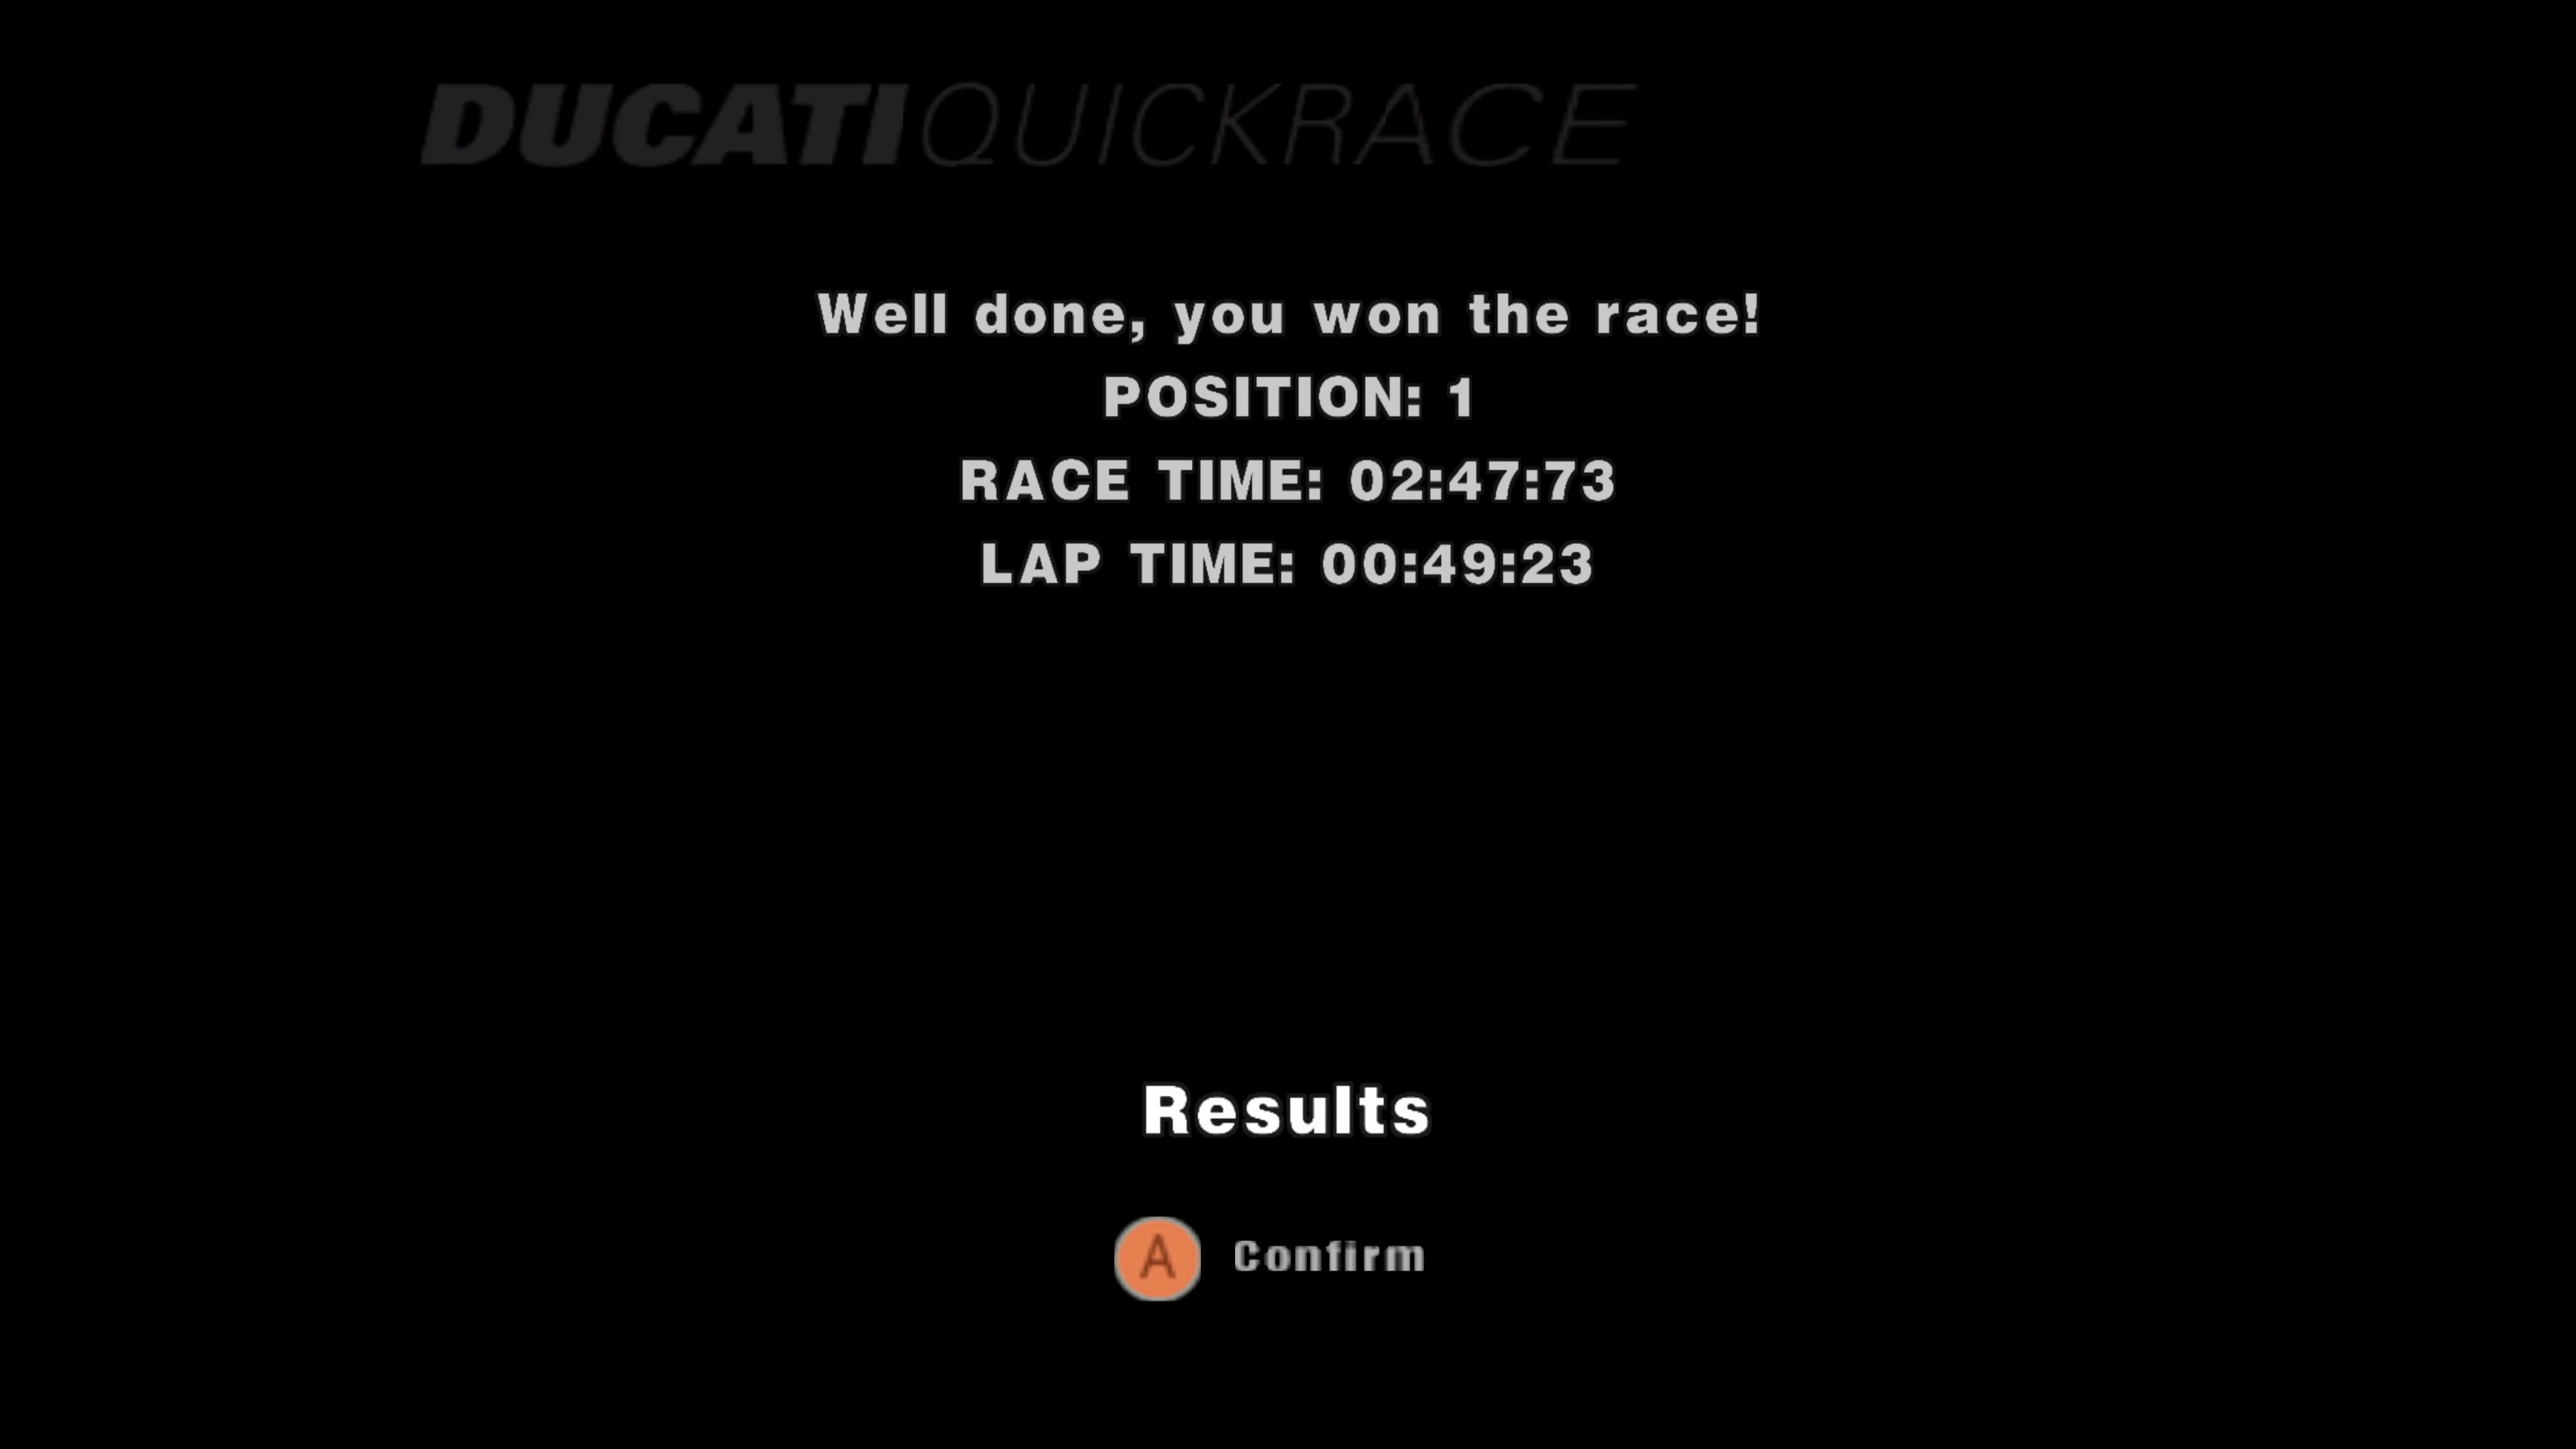 DUCATIQUICKRACE
Well done, you won the race!
POSITION: 1
RACE TIME: 02:47:73
LAP TIME: 00:49:23
Results
A Confirm